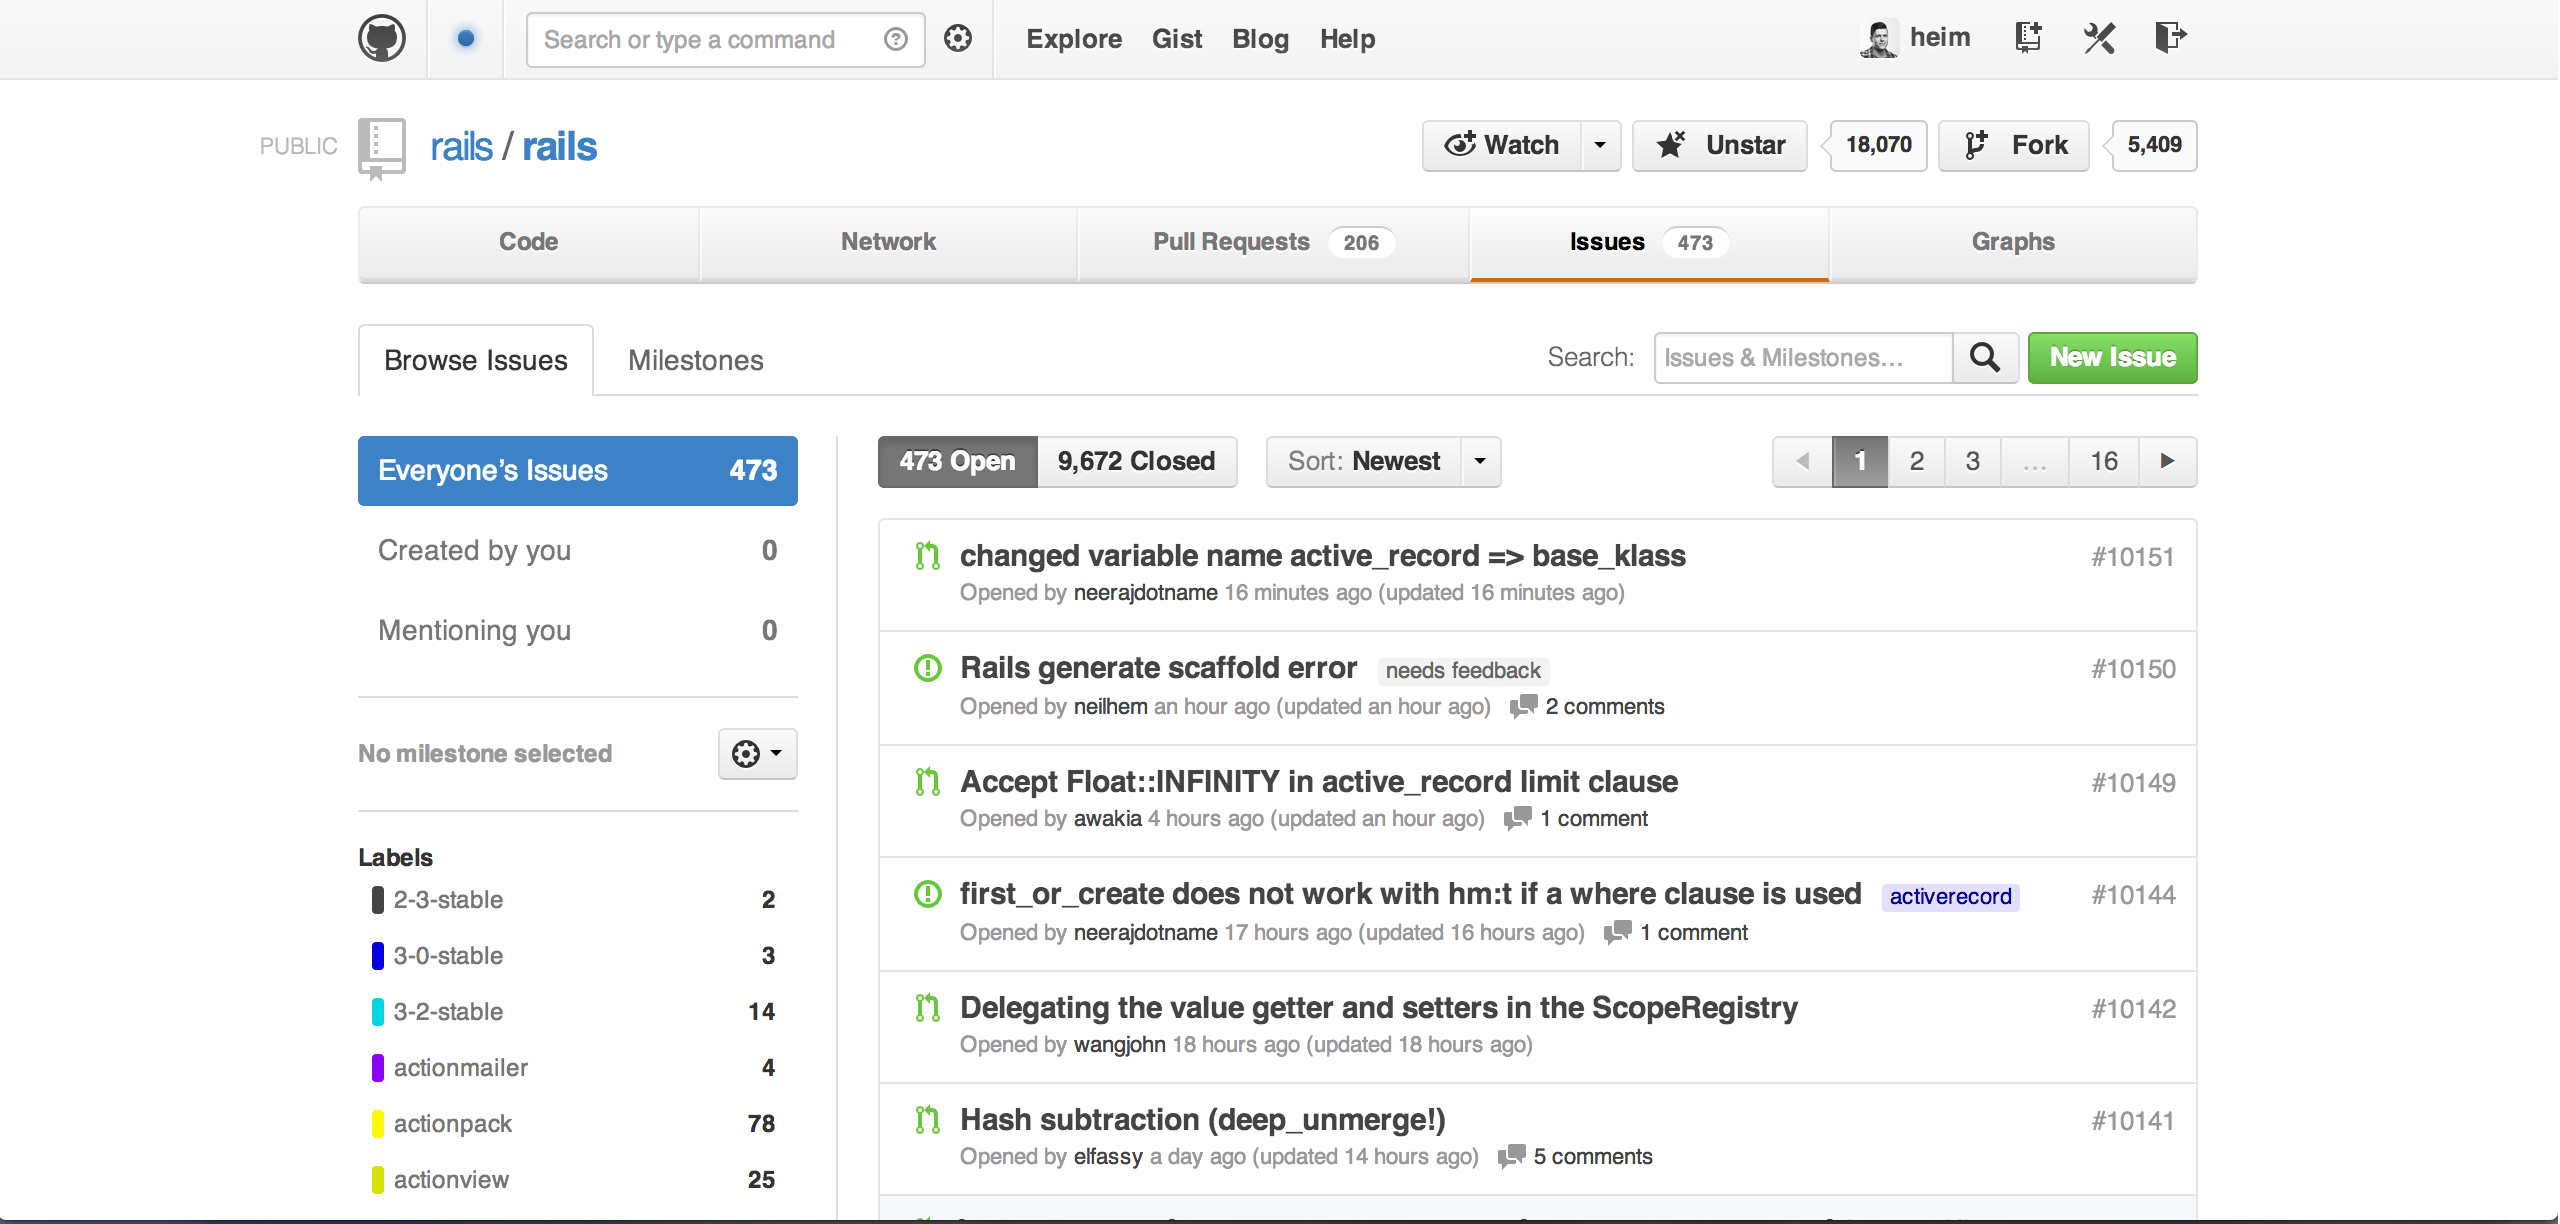 Search or type a command
Explore Gist Blog Help
heim
PUBLIC rails / rails
Watch Unstar 18,070 Fork 5,409
Code Network Pull Requests 206 Issues 473 Graphs
Browse Issues Milestones
Search: Issues & Milestones... New Issue
Everyone’s Issues 473
Created by you 0
Mentioning you 0
No milestone selected
Labels
2-3-stable 2
3-0-stable 3
3-2-stable 14
actionmailer 4
actionpack 78
actionview 25
473 Open 9,672 Closed Sort: Newest 1 2 3 ... 16
changed variable name active_record => base_klass #10151
Opened by neerajdotname 16 minutes ago (updated 16 minutes ago)
Rails generate scaffold error needs feedback #10150
Opened by neilhem an hour ago (updated an hour ago) 2 comments
Accept Float::INFINITY in active_record limit clause #10149
Opened by awakia 4 hours ago (updated an hour ago) 1 comment
first_or_create does not work with hm:t if a where clause is used activerecord #10144
Opened by neerajdotname 17 hours ago (updated 16 hours ago) 1 comment
Delegating the value getter and setters in the ScopeRegistry #10142
Opened by wangjohn 18 hours ago (updated 18 hours ago)
Hash subtraction (deep_unmerge!) #10141
Opened by elfassy a day ago (updated 14 hours ago) 5 comments